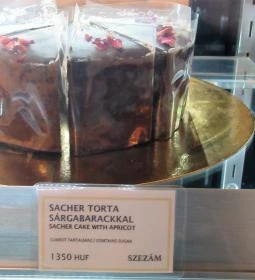 SACHER TORTA
SÁRGABARACKKAL
SACHER CAKE WITH APRICOT
CUKROT TARTALMAZ / CONTAINS SUGAR
1350 HUF
SZEZÁM